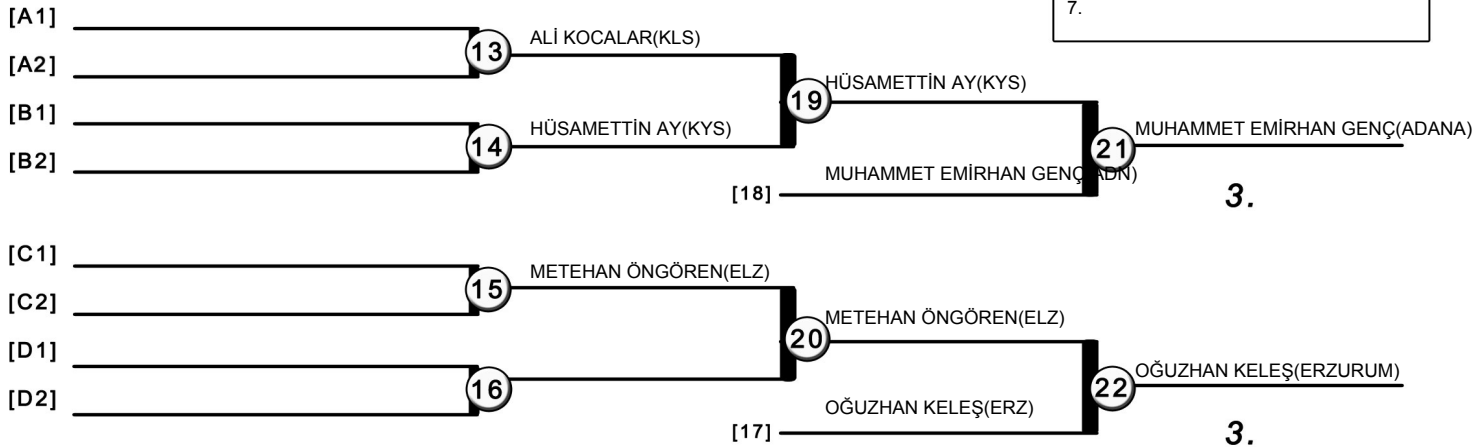 7.
[A1]
13
ALİ KOCALAR(KLS)
[A2]
19
HÜSAMETTİN AY(KYS)
[B1]
14
HÜSAMETTİN AY(KYS)
[B2]
21
MUHAMMET EMİRHAN GENÇ(ADANA)
MUHAMMET EMİRHAN GENÇ(ADN)
[18]
3.
[C1]
15
METEHAN ÖNGÖREN(ELZ)
[C2]
20
METEHAN ÖNGÖREN(ELZ)
[D1]
16
[D2]
22
OĞUZHAN KELEŞ(ERZURUM)
OĞUZHAN KELEŞ(ERZ)
[17]
3.